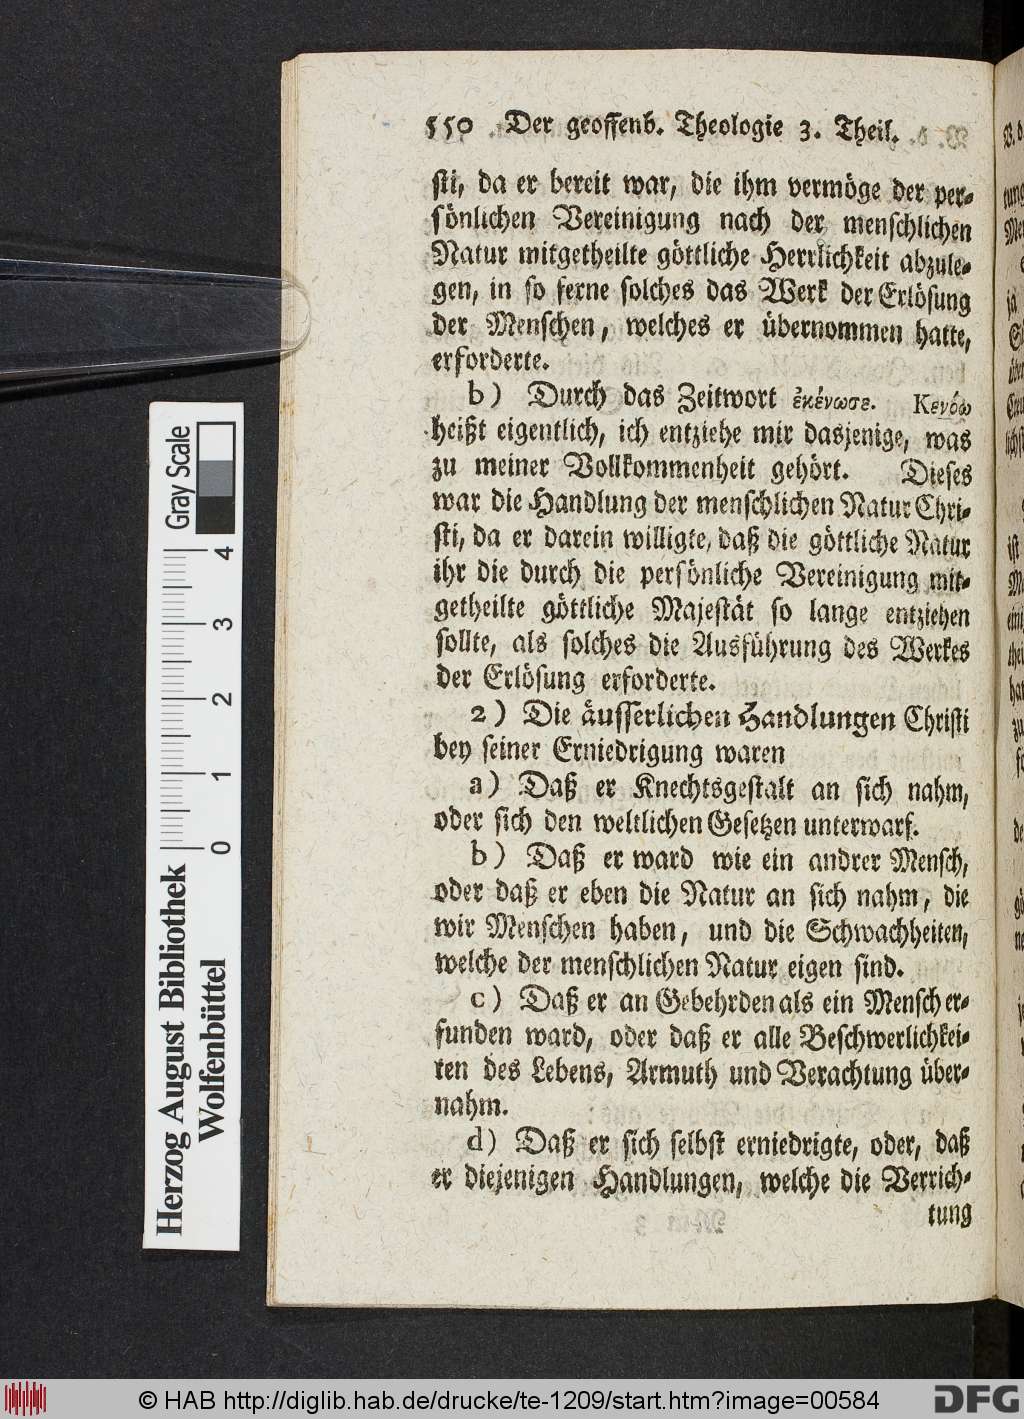 550 Der geoffenb. Theologie 3. Theil.
sti, da er bereit war, die ihm vermöge der per-
sönlichen Vereinigung nach der menschlichen
Natur mitgetheilte göttliche Herrlichkeit abzule-
gen, in so ferne solches das Werk der Erlösung
der Menschen, welches er übernommen hatte,
erforderte.
b) Durch das Zeitwort ἐκένωσε. Κενόω
heißt eigentlich, ich entziehe mir dasjenige, was
zu meiner Vollkommenheit gehört. Dieses
war die Handlung der menschlichen Natur Chri-
sti, da er darein willigte, daß die göttliche Natur
ihr die durch die persönliche Vereinigung mit-
getheilte göttliche Majestät so lange entziehen
sollte, als solches die Ausführung des Werkes
der Erlösung erforderte.
2) Die äusserlichen Handlungen Christi
bey seiner Erniedrigung waren
a) Daß er Knechtsgestalt an sich nahm,
oder sich den weltlichen Gesetzen unterwarf.
b) Daß er ward wie ein andrer Mensch,
oder daß er eben die Natur an sich nahm, die
wir Menschen haben, und die Schwachheiten,
welche der menschlichen Natur eigen sind.
c) Daß er an Gebehrden als ein Mensch er-
funden ward, oder daß er alle Beschwerlichkei-
ten des Lebens, Armuth und Verachtung über-
nahm.
d) Daß er sich selbst erniedrigte, oder, daß
er diejenigen Handlungen, welche die Verrich-
tung
Gray Scale
0 1 2 3 4
Herzog August Bibliothek
Wolfenbüttel
© HAB http://diglib.hab.de/drucke/te-1209/start.htm?image=00584
DFG